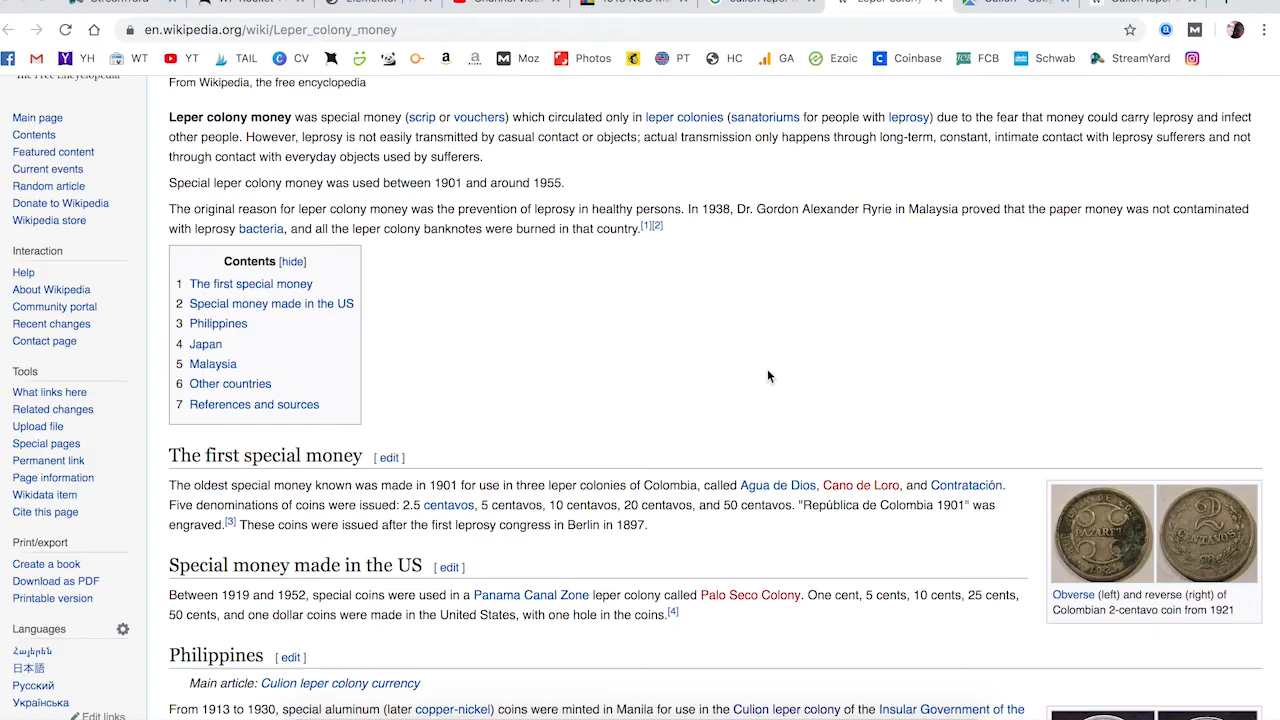 StreamYard
WP Rocket
Elementor
Channel video
Leper colony
en.wikipedia.org/wiki/Leper_colony_money
YH
WT
YT
TAIL
CV
Moz
Photos
PT
HC
GA
Ezoic
Coinbase
FCB
Schwab
StreamYard
The Free Encyclopedia
Main page
Contents
Featured content
Current events
Random article
Donate to Wikipedia
Wikipedia store
Interaction
Help
About Wikipedia
Community portal
Recent changes
Contact page
Tools
What links here
Related changes
Upload file
Special pages
Permanent link
Page information
Wikidata item
Cite this page
Print/export
Create a book
Download as PDF
Printable version
Languages
Հայերեն
日本語
Русский
Українська
Edit links
From Wikipedia, the free encyclopedia
Leper colony money was special money (scrip or vouchers) which circulated only in leper colonies (sanatoriums for people with leprosy) due to the fear that money could carry leprosy and infect
other people. However, leprosy is not easily transmitted by casual contact or objects; actual transmission only happens through long-term, constant, intimate contact with leprosy sufferers and not
through contact with everyday objects used by sufferers.
Special leper colony money was used between 1901 and around 1955.
The original reason for leper colony money was the prevention of leprosy in healthy persons. In 1938, Dr. Gordon Alexander Ryrie in Malaysia proved that the paper money was not contaminated
with leprosy bacteria, and all the leper colony banknotes were burned in that country.[1][2]
Contents [hide]
1 The first special money
2 Special money made in the US
3 Philippines
4 Japan
5 Malaysia
6 Other countries
7 References and sources
The first special money [ edit ]
The oldest special money known was made in 1901 for use in three leper colonies of Colombia, called Agua de Dios, Cano de Loro, and Contratación.
Five denominations of coins were issued: 2.5 centavos, 5 centavos, 10 centavos, 20 centavos, and 50 centavos. "República de Colombia 1901" was
engraved.[3] These coins were issued after the first leprosy congress in Berlin in 1897.
LAZARETO
1921
2
CENTAVOS
Obverse (left) and reverse (right) of
Colombian 2-centavo coin from 1921
Special money made in the US [ edit ]
Between 1919 and 1952, special coins were used in a Panama Canal Zone leper colony called Palo Seco Colony. One cent, 5 cents, 10 cents, 25 cents,
50 cents, and one dollar coins were made in the United States, with one hole in the coins.[4]
Philippines [ edit ]
Main article: Culion leper colony currency
From 1913 to 1930, special aluminum (later copper-nickel) coins were minted in Manila for use in the Culion leper colony of the Insular Government of the